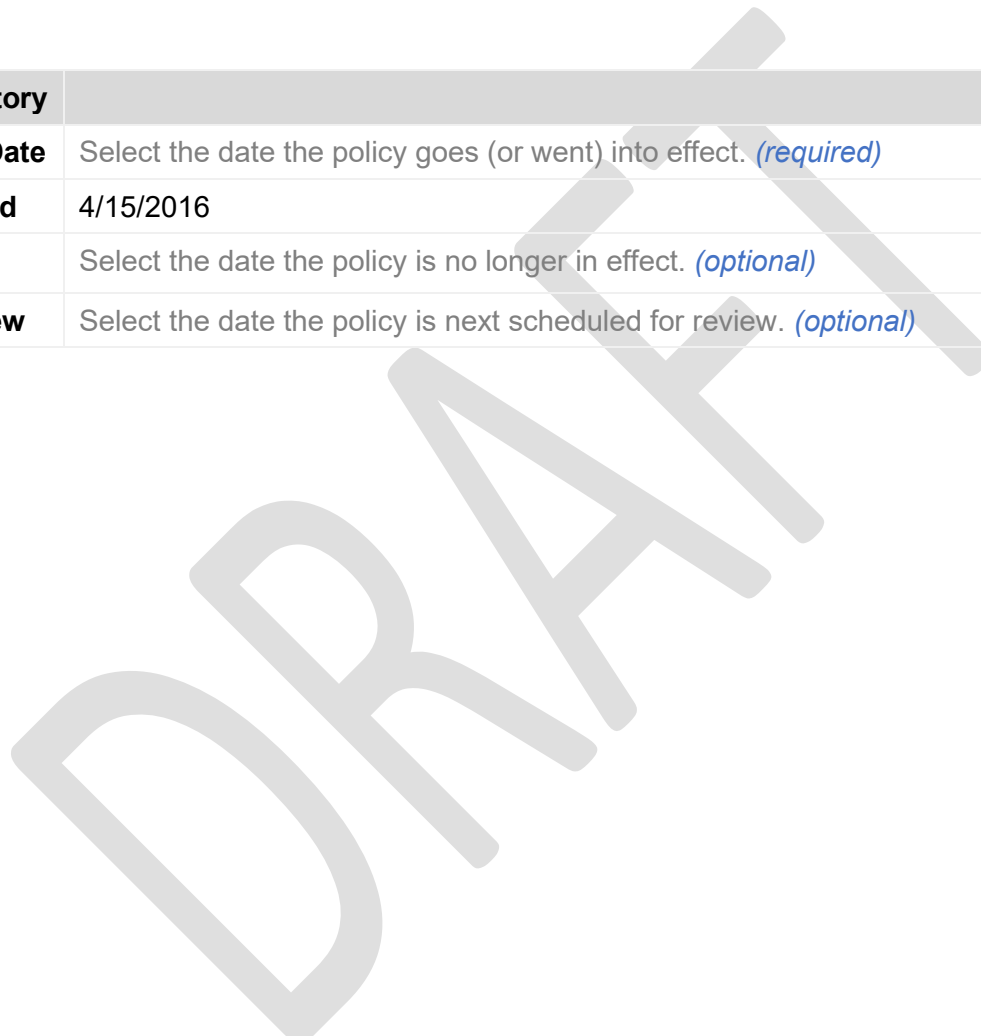 tory
Date Select the date the policy goes (or went) into effect. (required)
d 4/15/2016
Select the date the policy is no longer in effect. (optional)
ew Select the date the policy is next scheduled for review. (optional)
DRAFT